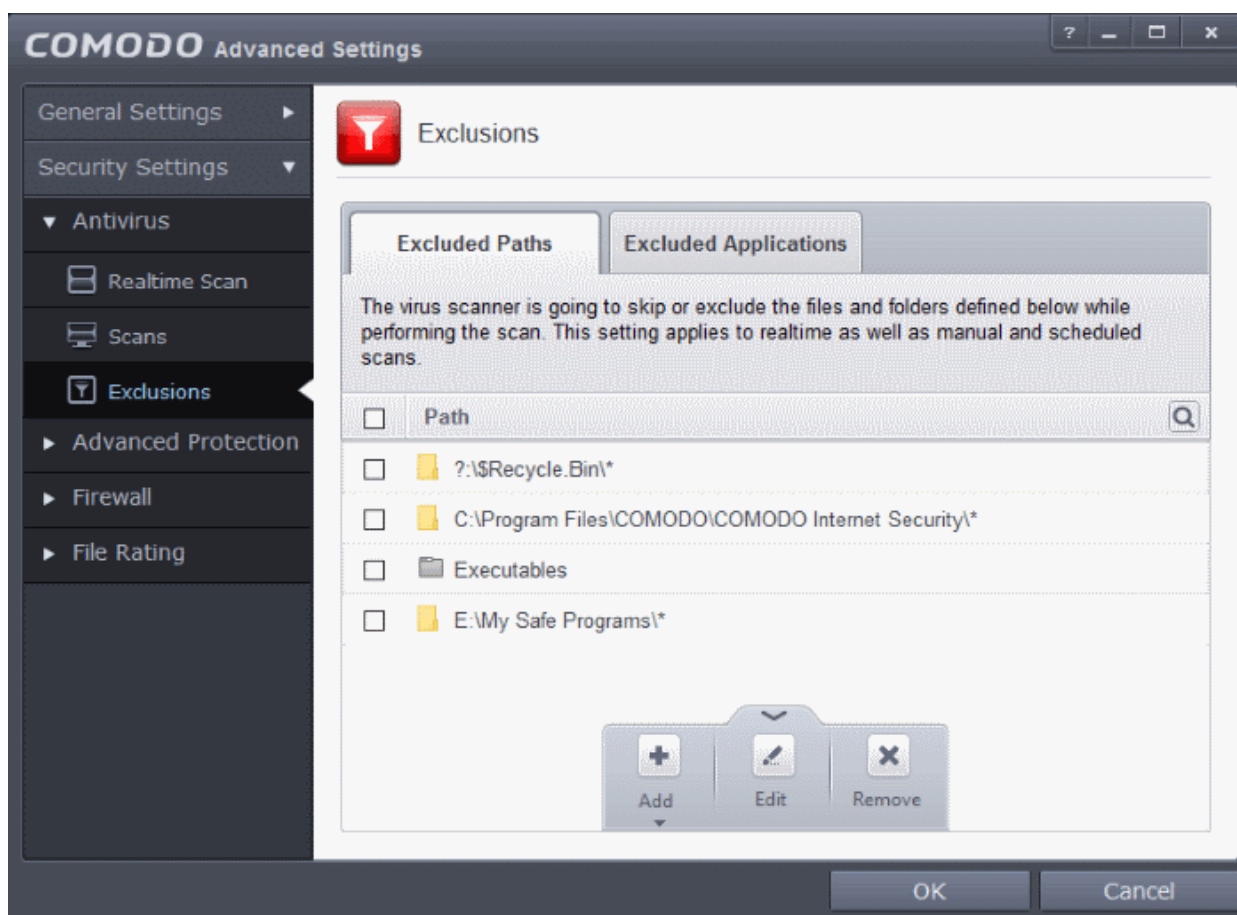 COMODO Advanced Settings
?
General Settings
Security Settings
Antivirus
Realtime Scan
Scans
Exclusions
Advanced Protection
Firewall
File Rating
Exclusions
Excluded Paths
Excluded Applications
The virus scanner is going to skip or exclude the files and folders defined below while
performing the scan. This setting applies to realtime as well as manual and scheduled
scans.
Path
?:\$Recycle.Bin\*
C:\Program Files\COMODO\COMODO Internet Security\*
Executables
E:\My Safe Programs\*
Add
Edit
Remove
OK
Cancel